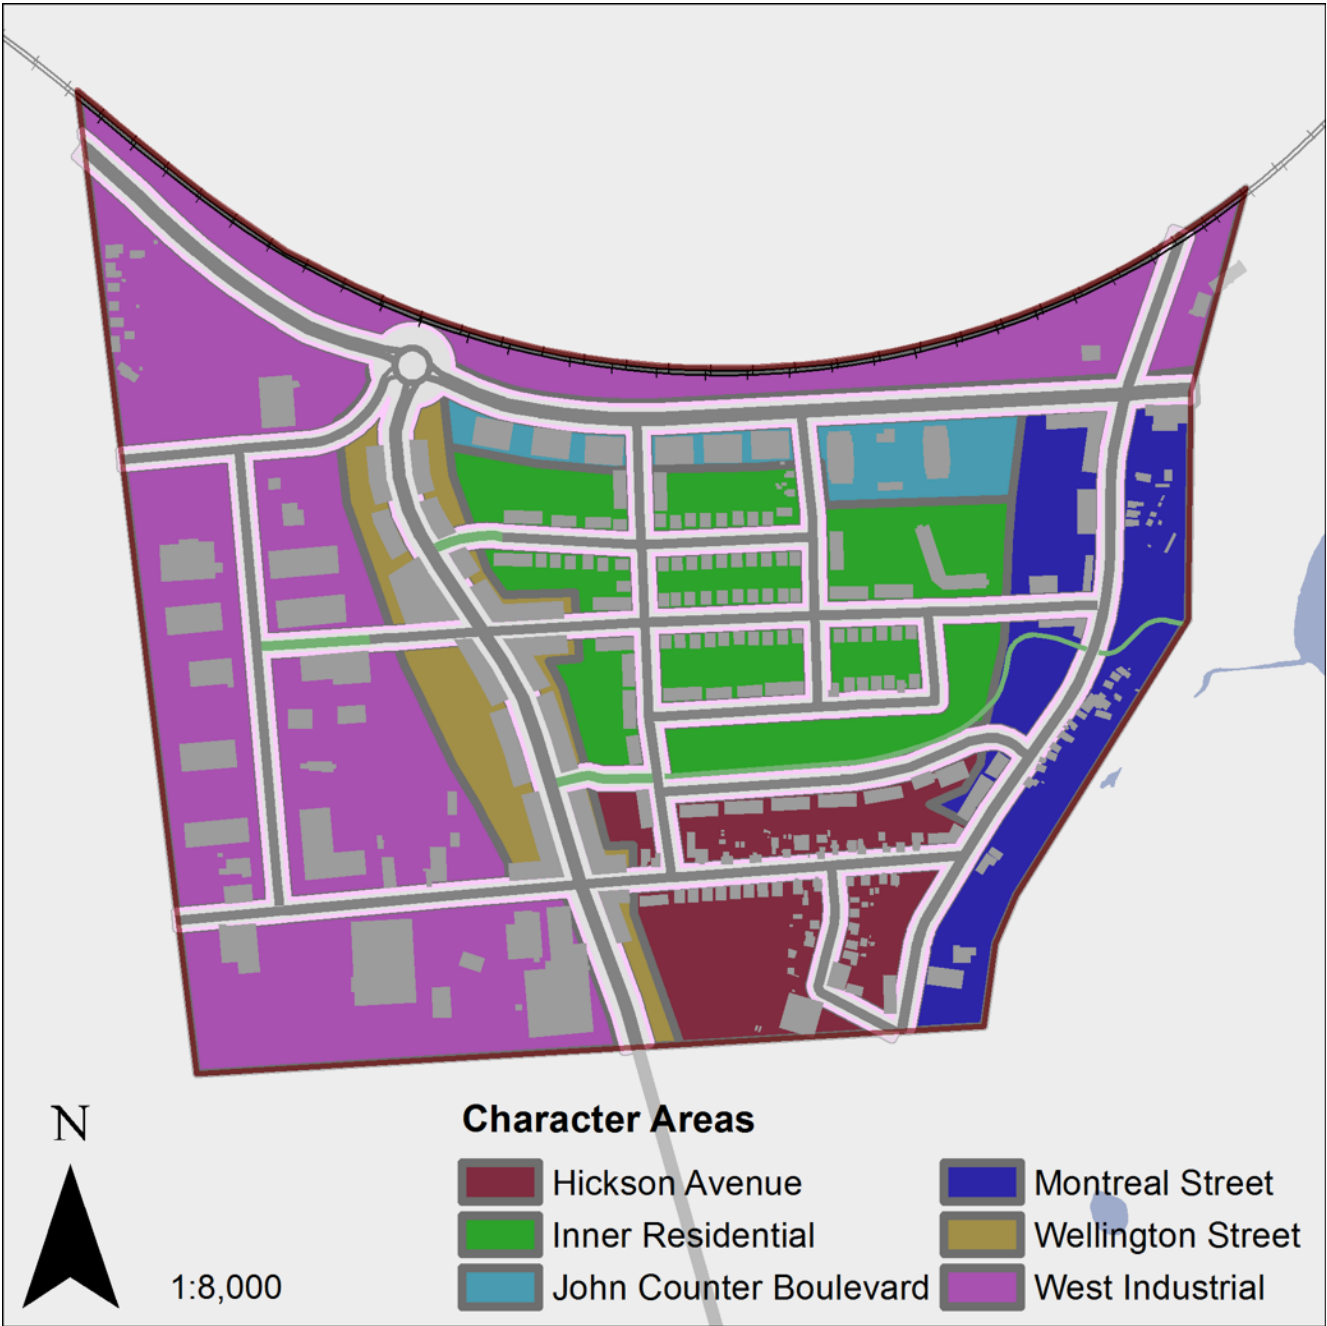 N
1:8,000
Character Areas
Hickson Avenue
Inner Residential
John Counter Boulevard
Montreal Street
Wellington Street
West Industrial